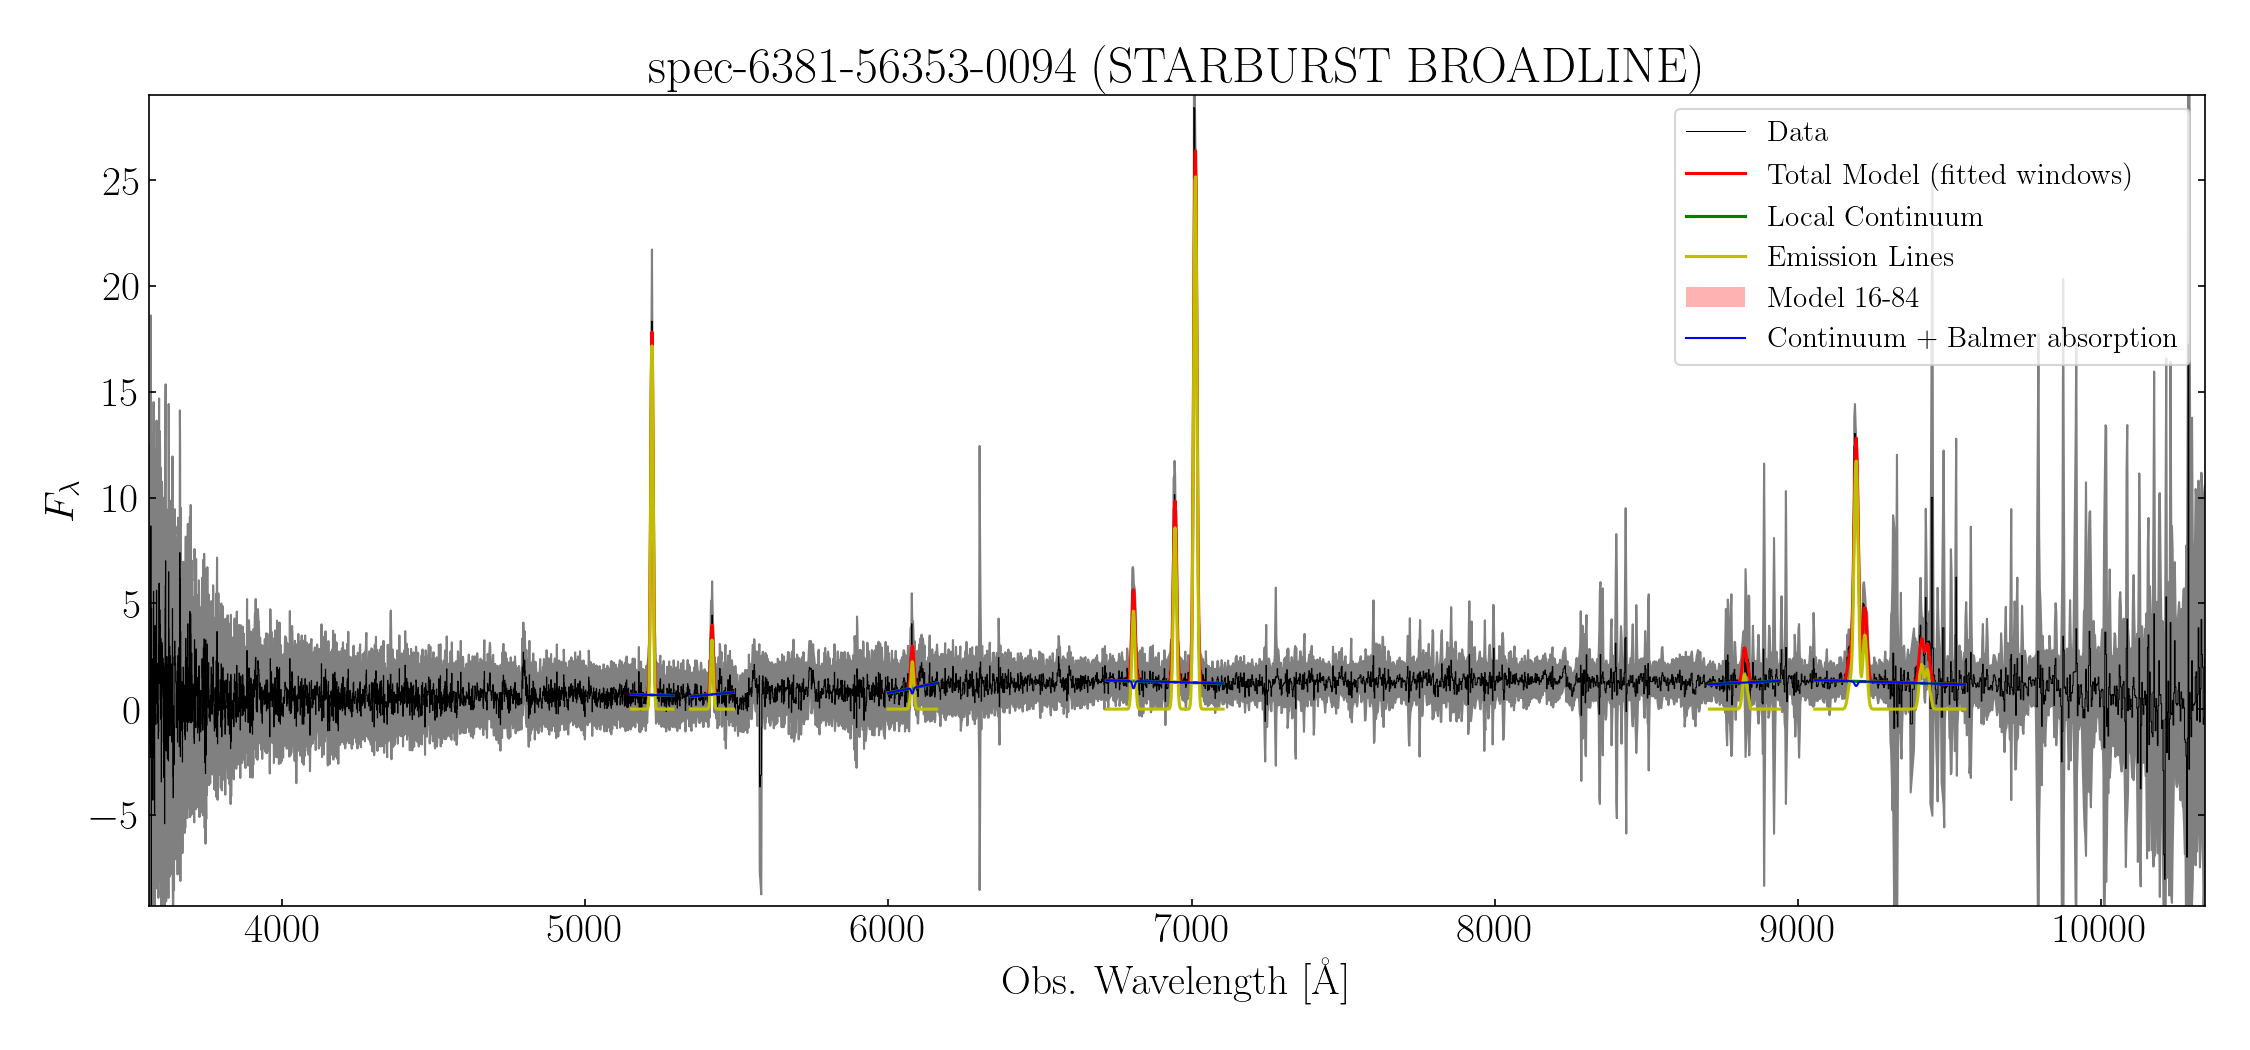 spec-6381-56353-0094 (STARBURST BROADLINE)
Data
Total Model (fitted windows)
Local Continuum
Emission Lines
Model 16-84
Continuum + Balmer absorption
25
20
15
10
5
0
−5
Fλ
4000 5000 6000 7000 8000 9000 10000
Obs. Wavelength [Å]